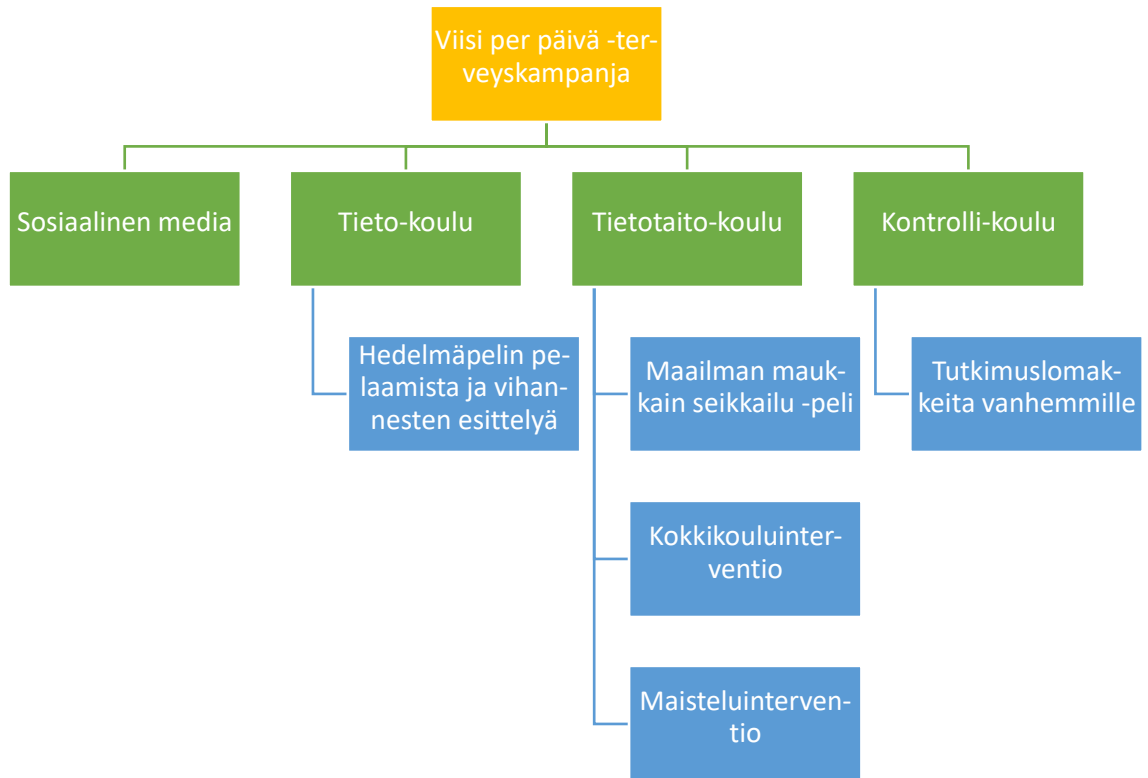 Viisi per päivä -ter-
veyskampanja
Sosiaalinen media
Tieto-koulu
Tietotaito-koulu
Kontrolli-koulu
Hedelmäpelin pe-
laamista ja vihan-
nesten esittelyä
Maailman mauk-
kain seikkailu -peli
Tutkimuslomak-
keita vanhemmille
Kokkikouluinter-
ventio
Maisteluinterven-
tio